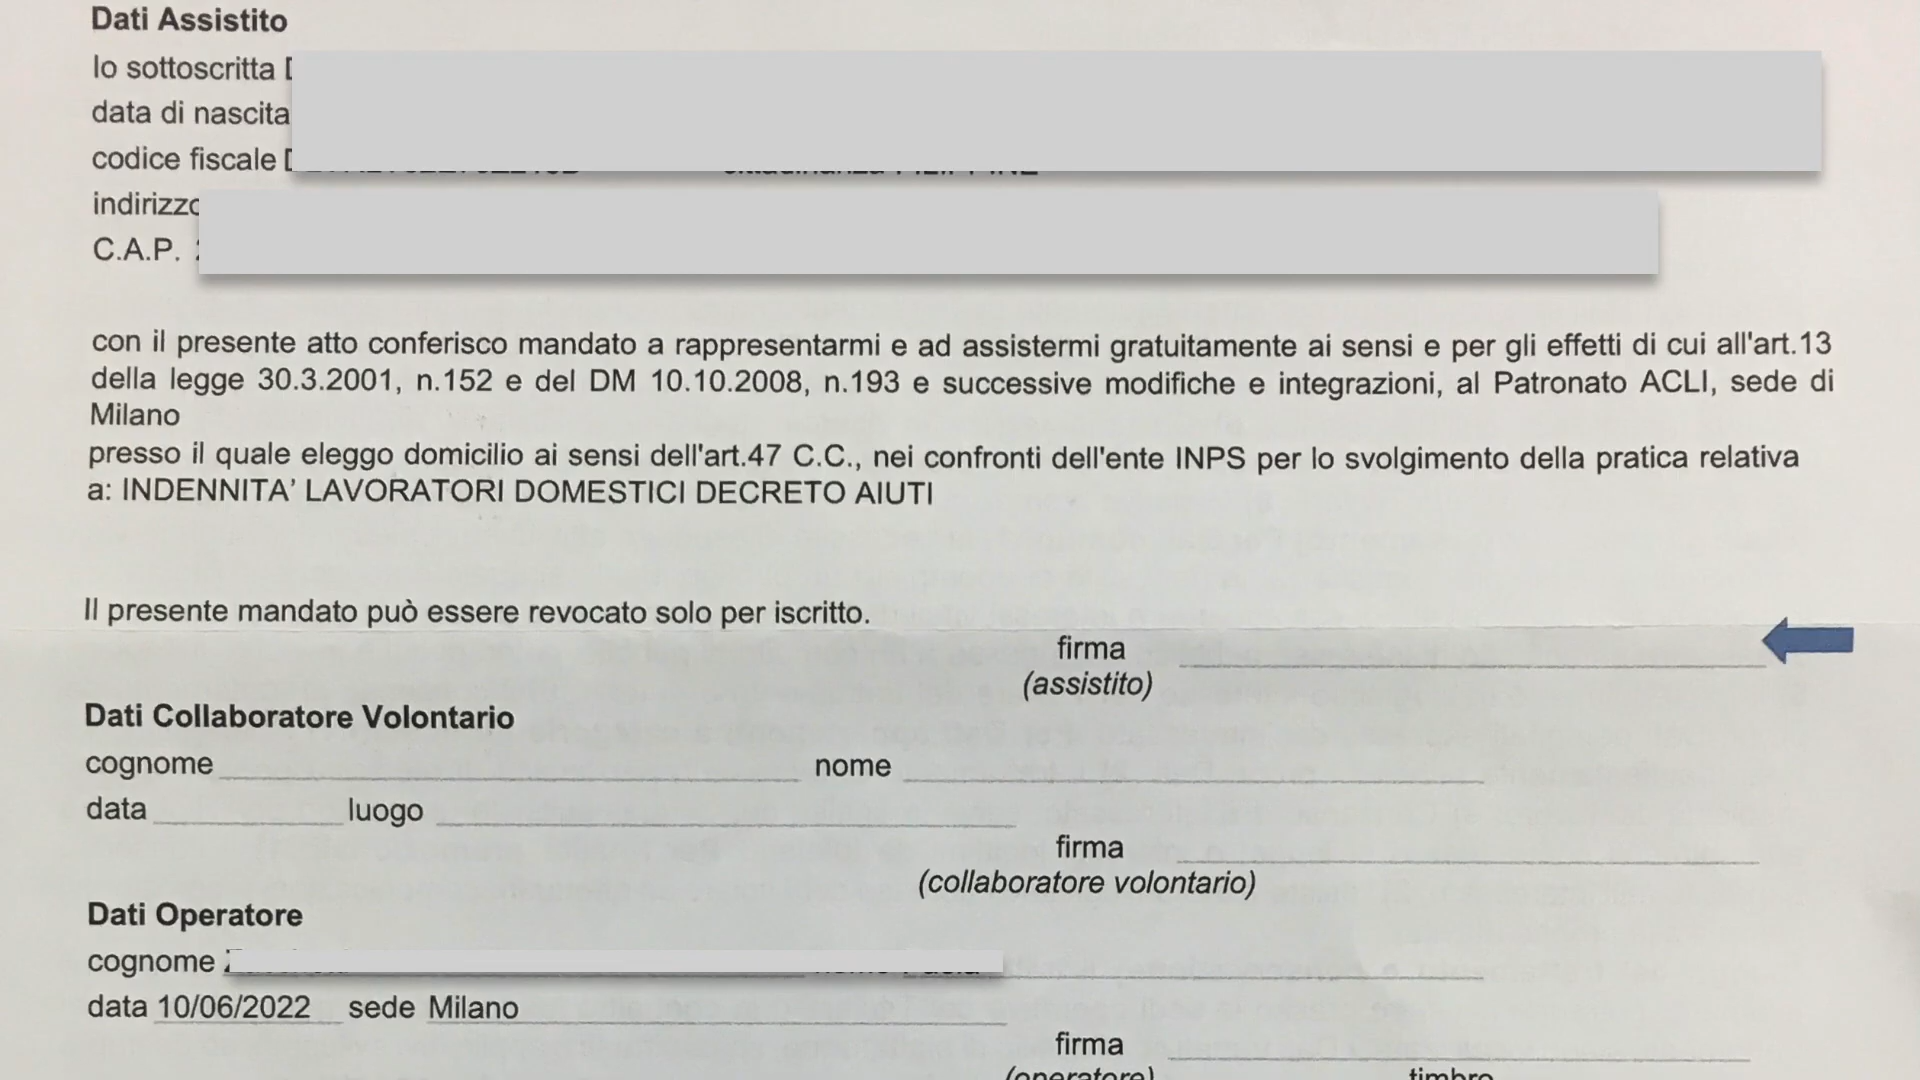 Dati Assistito
Io sottoscritta
data di nascita
codice fiscale
indirizzo
C.A.P.
con il presente atto conferisco mandato a rappresentarmi e ad assistermi gratuitamente ai sensi e per gli effetti di cui all'art.13
della legge 30.3.2001, n.152 e del DM 10.10.2008, n.193 e successive modifiche e integrazioni, al Patronato ACLI, sede di
Milano
presso il quale eleggo domicilio ai sensi dell'art.47 C.C., nei confronti dell'ente INPS per lo svolgimento della pratica relativa
a: INDENNITA' LAVORATORI DOMESTICI DECRETO AIUTI
Il presente mandato può essere revocato solo per iscritto.
firma
(assistito)
Dati Collaboratore Volontario
cognome nome
data luogo
firma
(collaboratore volontario)
Dati Operatore
cognome
data 10/06/2022 sede Milano
firma
(operatore) timbro